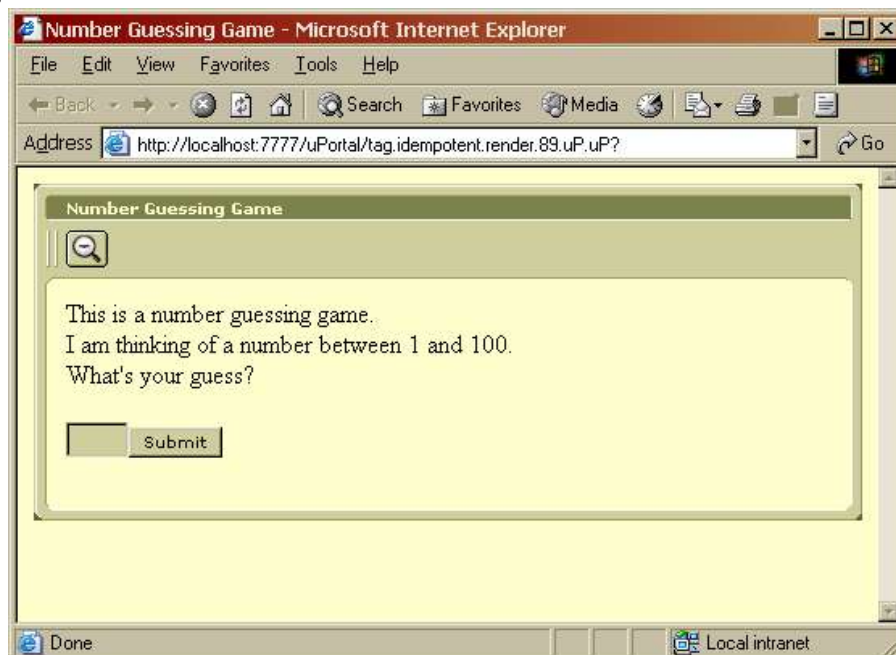 Number Guessing Game - Microsoft Internet Explorer
File Edit View Favorites Tools Help
Back Search Favorites Media
Address http://localhost:7777/uPortal/tag.idempotent.render.89.uP.uP? Go
Number Guessing Game
This is a number guessing game.
I am thinking of a number between 1 and 100.
What's your guess?
Submit
Done Local intranet